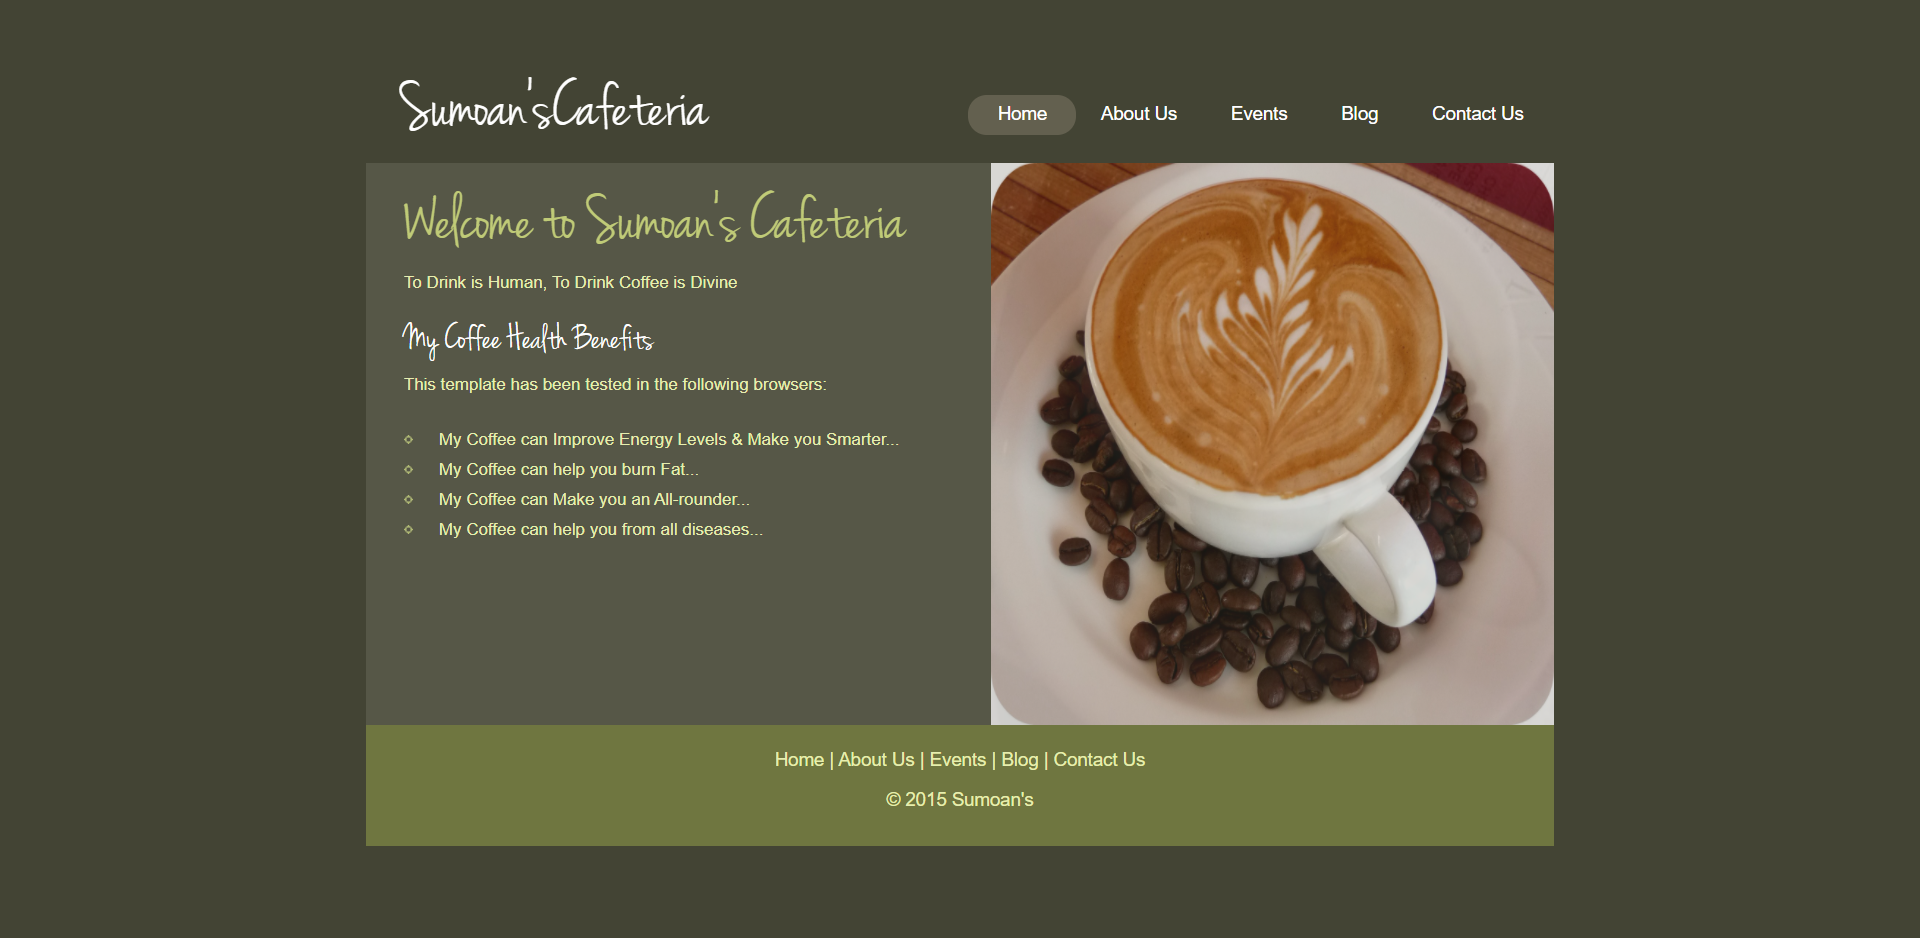 Sumoan'sCafeteria
Home About Us Events Blog Contact Us
Welcome to Sumoan's Cafeteria
To Drink is Human, To Drink Coffee is Divine
My Coffee Health Benefits
This template has been tested in the following browsers:
My Coffee can Improve Energy Levels & Make you Smarter...
My Coffee can help you burn Fat...
My Coffee can Make you an All-rounder...
My Coffee can help you from all diseases...
Home | About Us | Events | Blog | Contact Us
© 2015 Sumoan's